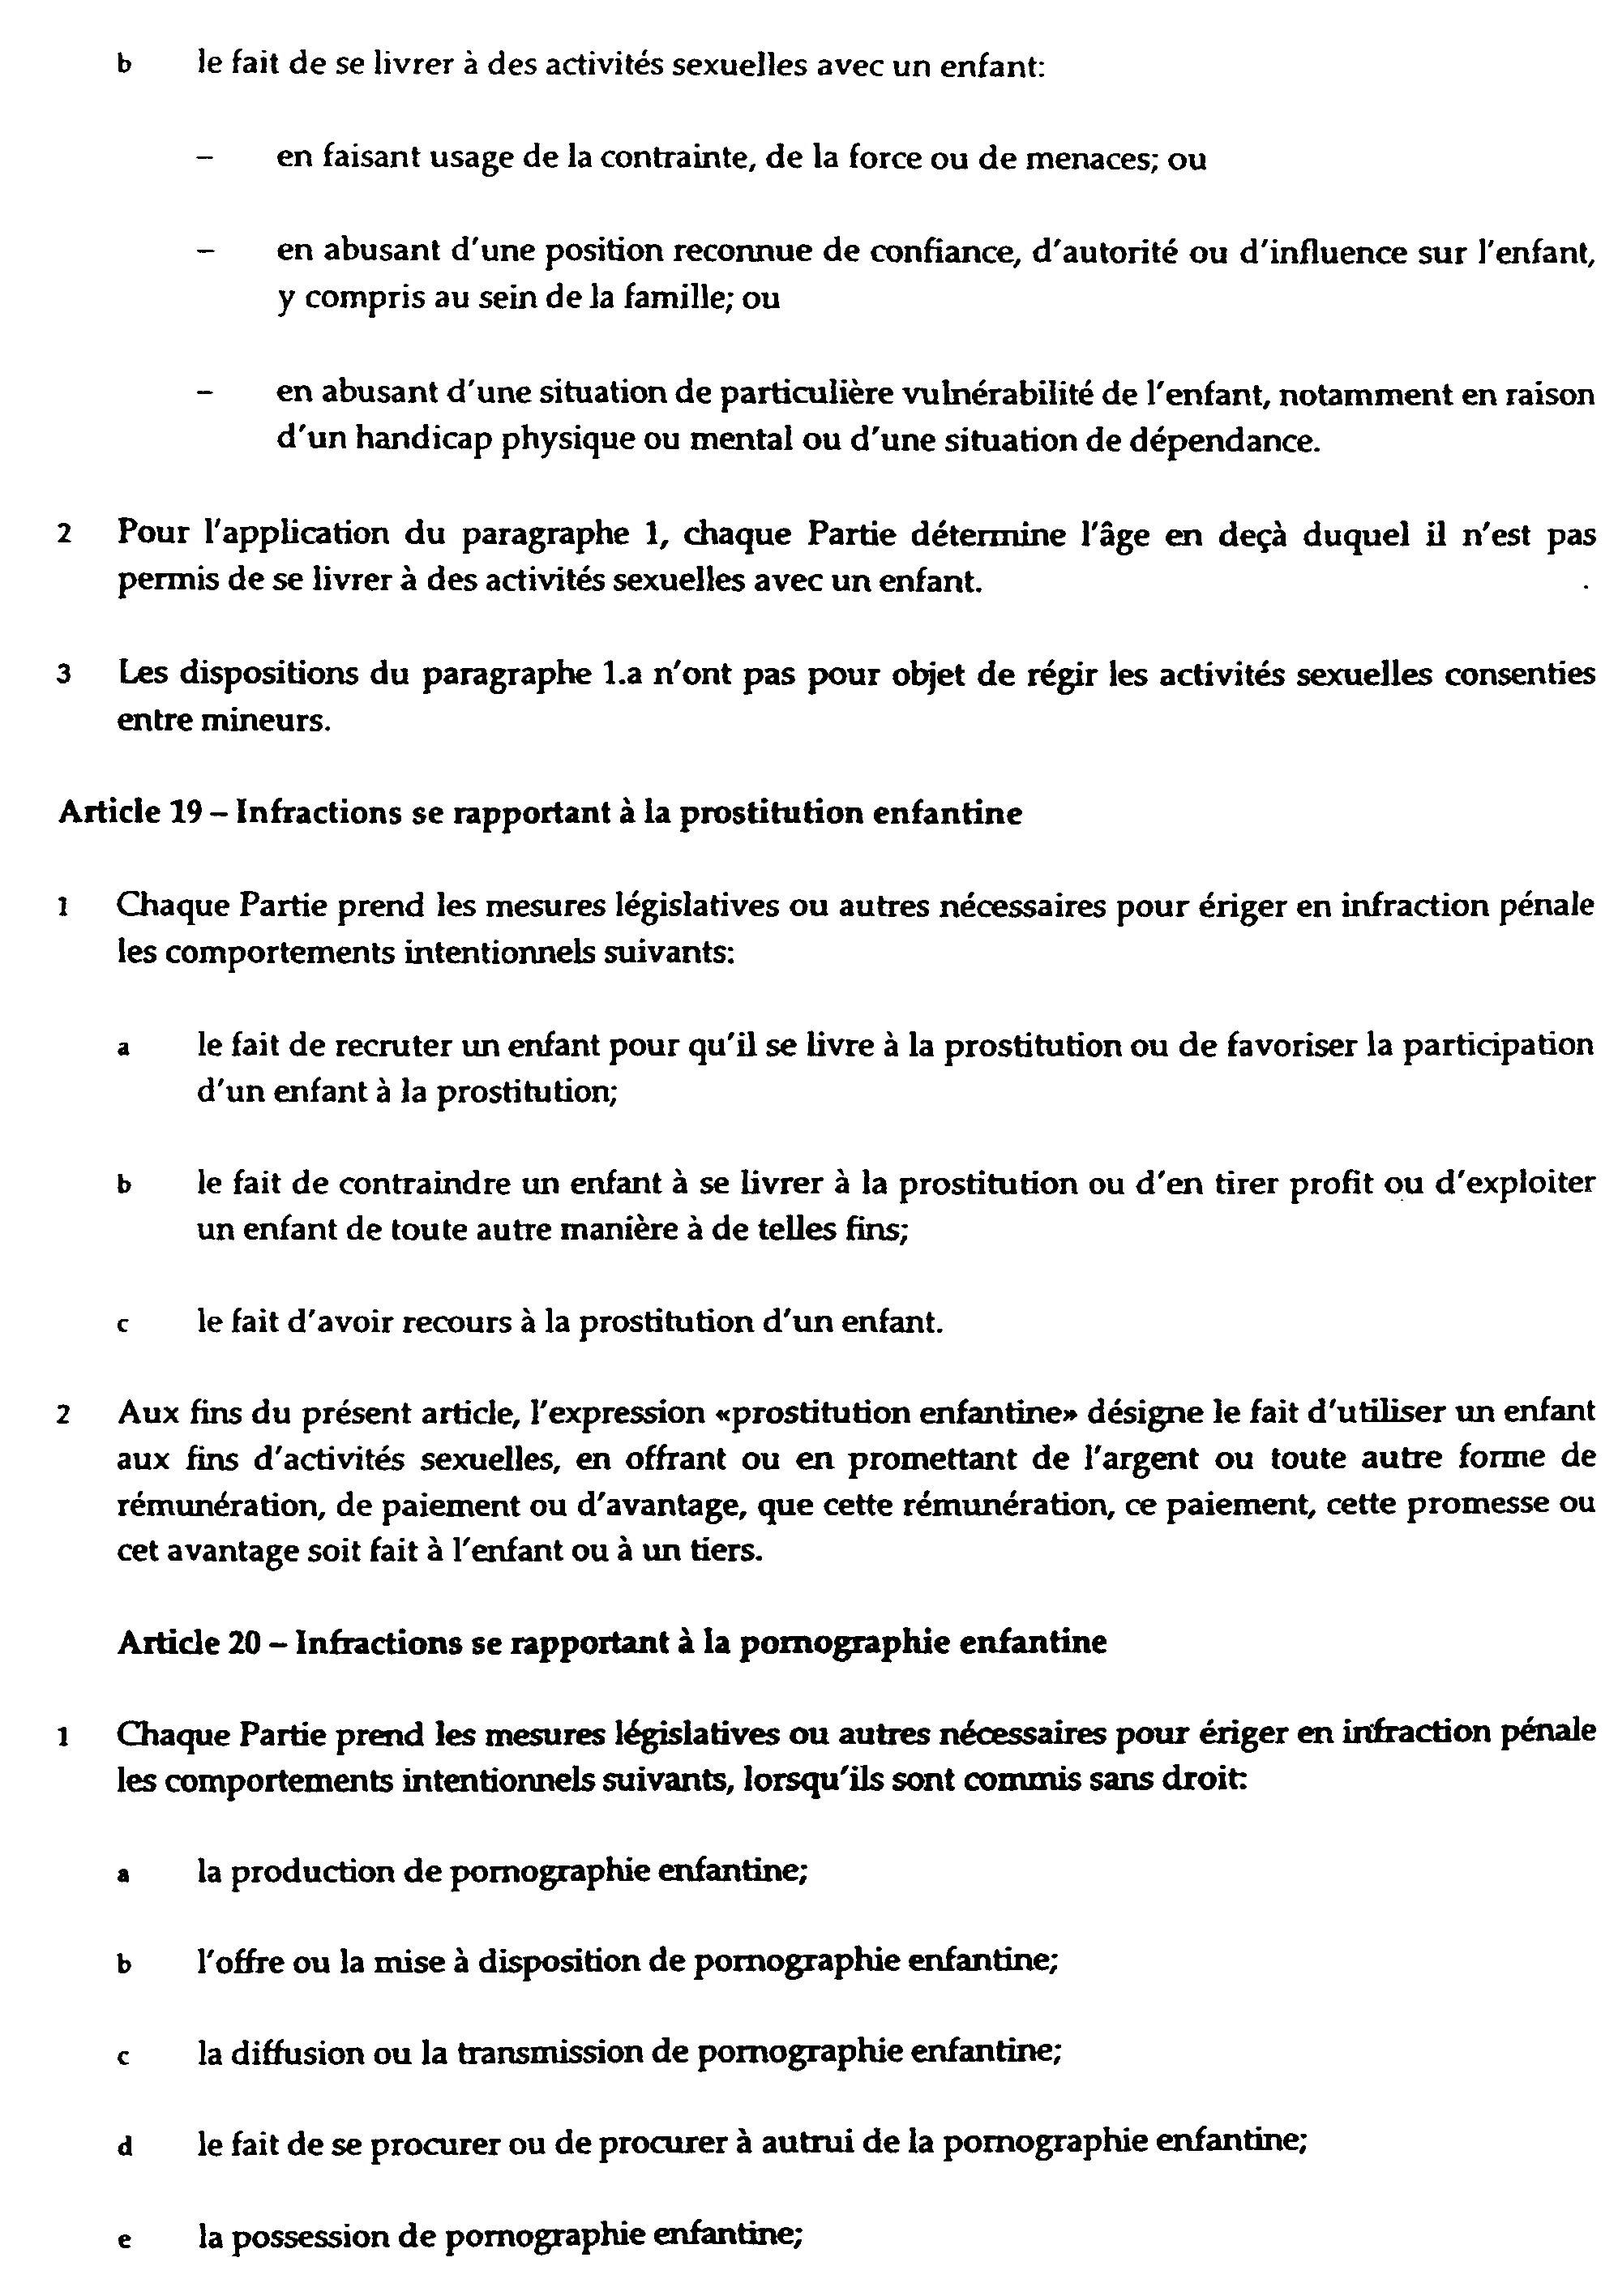 b le fait de se livrer à des activités sexuelles avec un enfant:
– en faisant usage de la contrainte, de la force ou de menaces; ou
– en abusant d'une position reconnue de confiance, d'autorité ou d'influence sur l'enfant,
y compris au sein de la famille; ou
– en abusant d'une situation de particulière vulnérabilité de l'enfant, notamment en raison
d'un handicap physique ou mental ou d'une situation de dépendance.
2 Pour l'application du paragraphe 1, chaque Partie détermine l'âge en deçà duquel il n'est pas
permis de se livrer à des activités sexuelles avec un enfant.
3 Les dispositions du paragraphe 1.a n'ont pas pour objet de régir les activités sexuelles consenties
entre mineurs.
Article 19 – Infractions se rapportant à la prostitution enfantine
1 Chaque Partie prend les mesures législatives ou autres nécessaires pour ériger en infraction pénale
les comportements intentionnels suivants:
a le fait de recruter un enfant pour qu'il se livre à la prostitution ou de favoriser la participation
d'un enfant à la prostitution;
b le fait de contraindre un enfant à se livrer à la prostitution ou d'en tirer profit ou d'exploiter
un enfant de toute autre manière à de telles fins;
c le fait d'avoir recours à la prostitution d'un enfant.
2 Aux fins du présent article, l'expression «prostitution enfantine» désigne le fait d'utiliser un enfant
aux fins d'activités sexuelles, en offrant ou en promettant de l'argent ou toute autre forme de
rémunération, de paiement ou d'avantage, que cette rémunération, ce paiement, cette promesse ou
cet avantage soit fait à l'enfant ou à un tiers.
Article 20 – Infractions se rapportant à la pornographie enfantine
1 Chaque Partie prend les mesures législatives ou autres nécessaires pour ériger en infraction pénale
les comportements intentionnels suivants, lorsqu'ils sont commis sans droit:
a la production de pornographie enfantine;
b l'offre ou la mise à disposition de pornographie enfantine;
c la diffusion ou la transmission de pornographie enfantine;
d le fait de se procurer ou de procurer à autrui de la pornographie enfantine;
e la possession de pornographie enfantine;